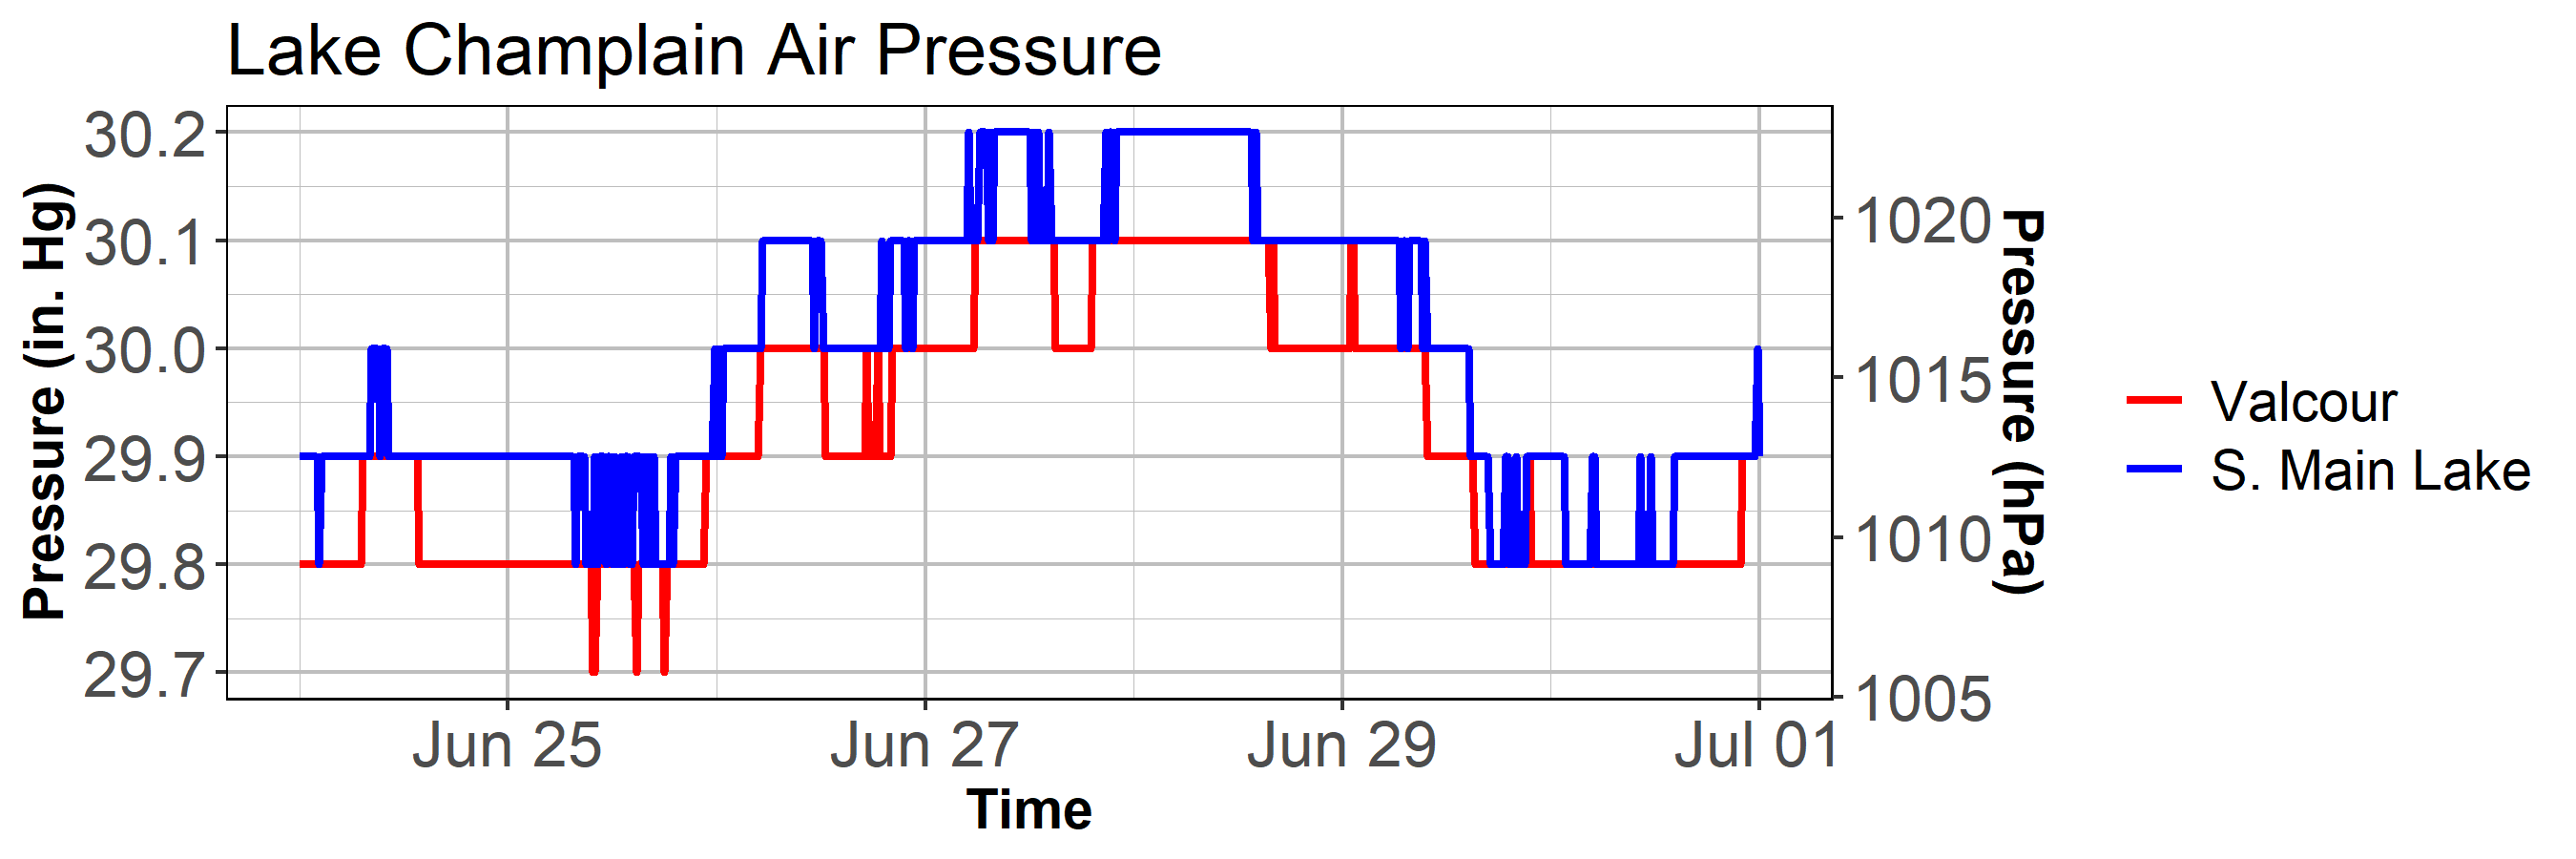 Lake Champlain Air Pressure
Pressure (in. Hg)
30.2
30.1
30.0
29.9
29.8
29.7
1020
1015
1010
1005
Pressure (hPa)
Jun 25 Jun 27 Jun 29 Jul 01
Time
Valcour
S. Main Lake